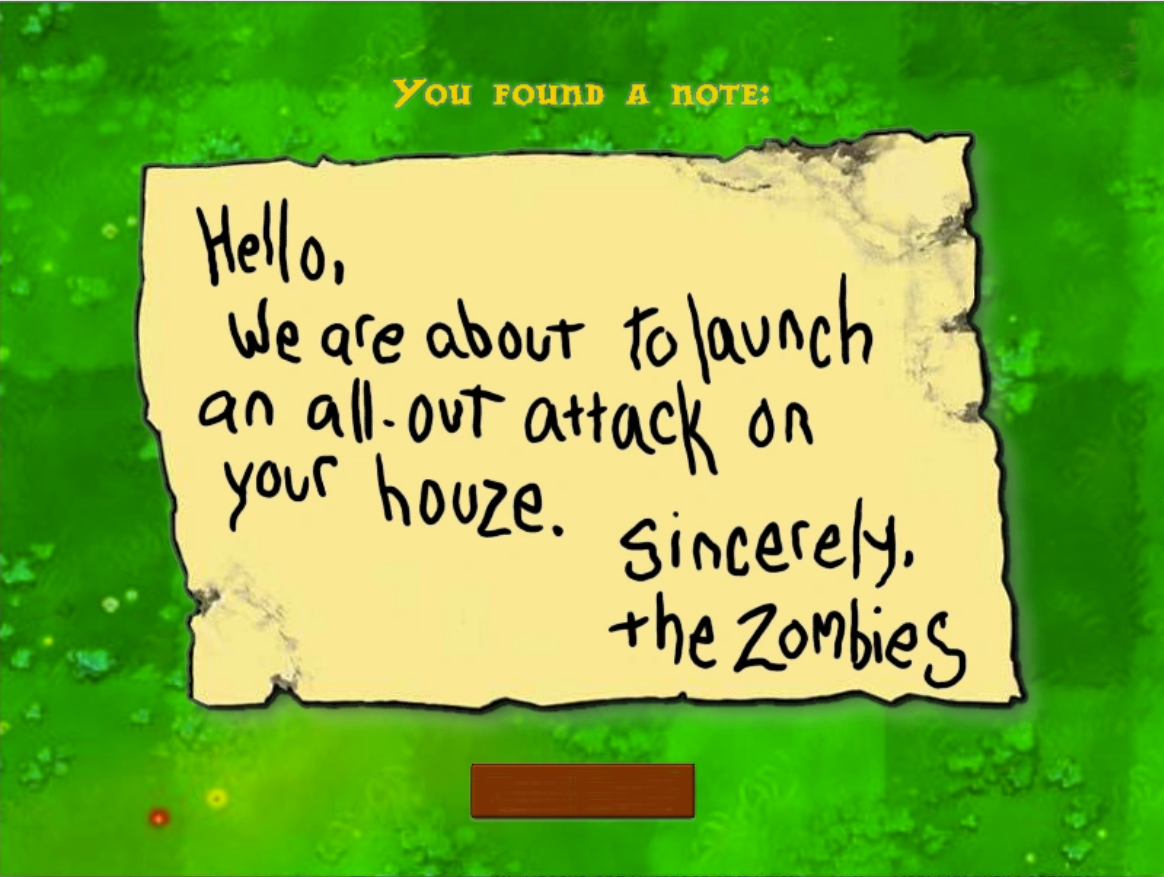 You found a note:
Hello,
We are about to launch
an all-out attack on
your houze.
sincerely,
the Zombies